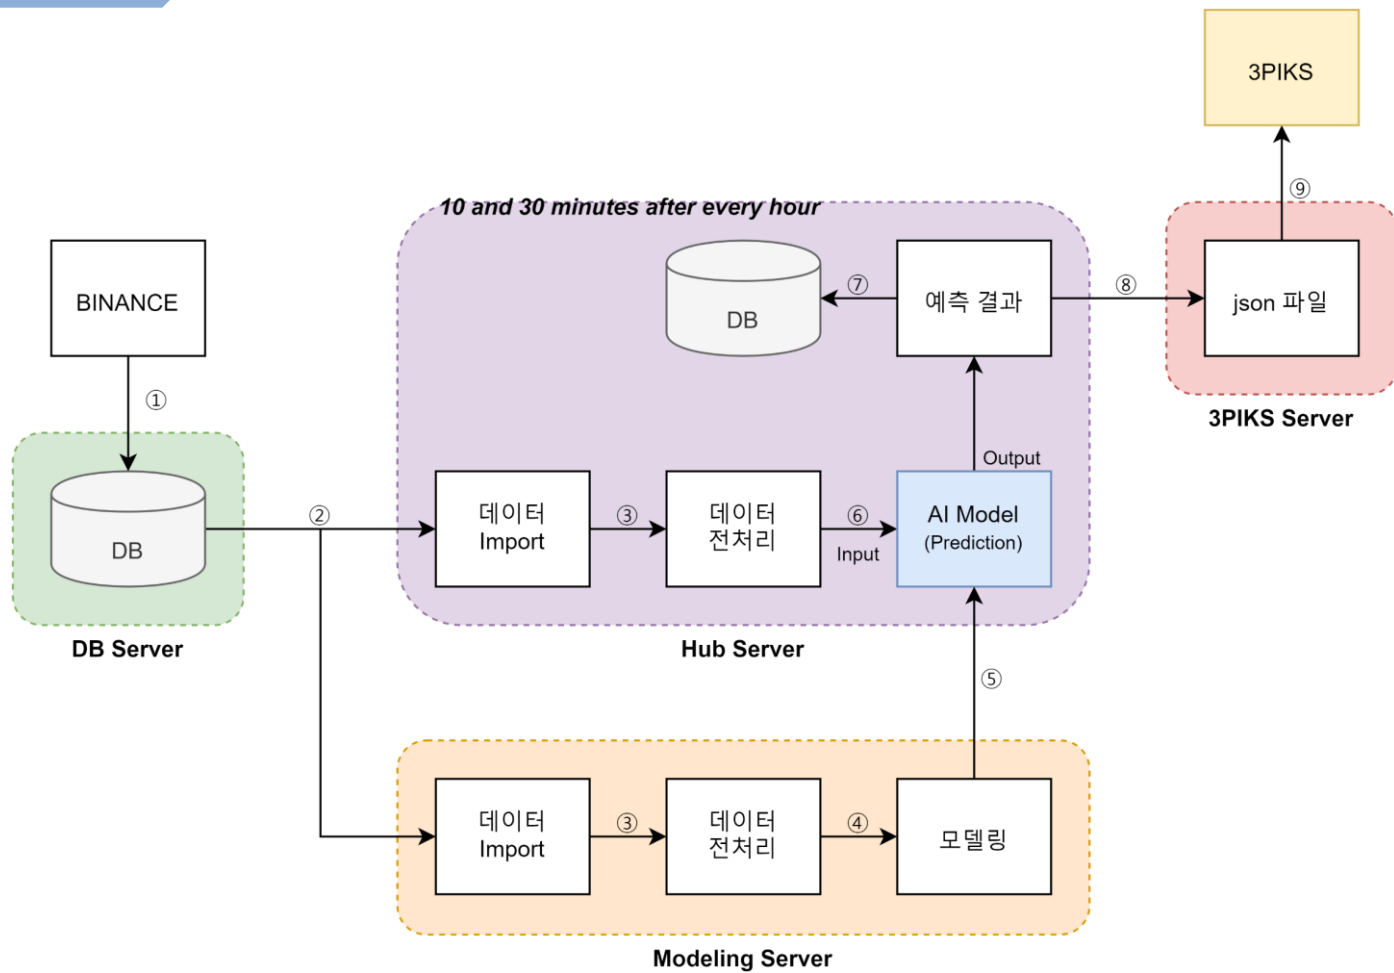 3PIKS
⑨
10 and 30 minutes after every hour
BINANCE
DB
⑦
예측 결과
⑧
json 파일
①
3PIKS Server
Output
DB
②
데이터
Import
③
데이터
전처리
⑥
Input
AI Model
(Prediction)
DB Server
Hub Server
⑤
데이터
Import
③
데이터
전처리
④
모델링
Modeling Server